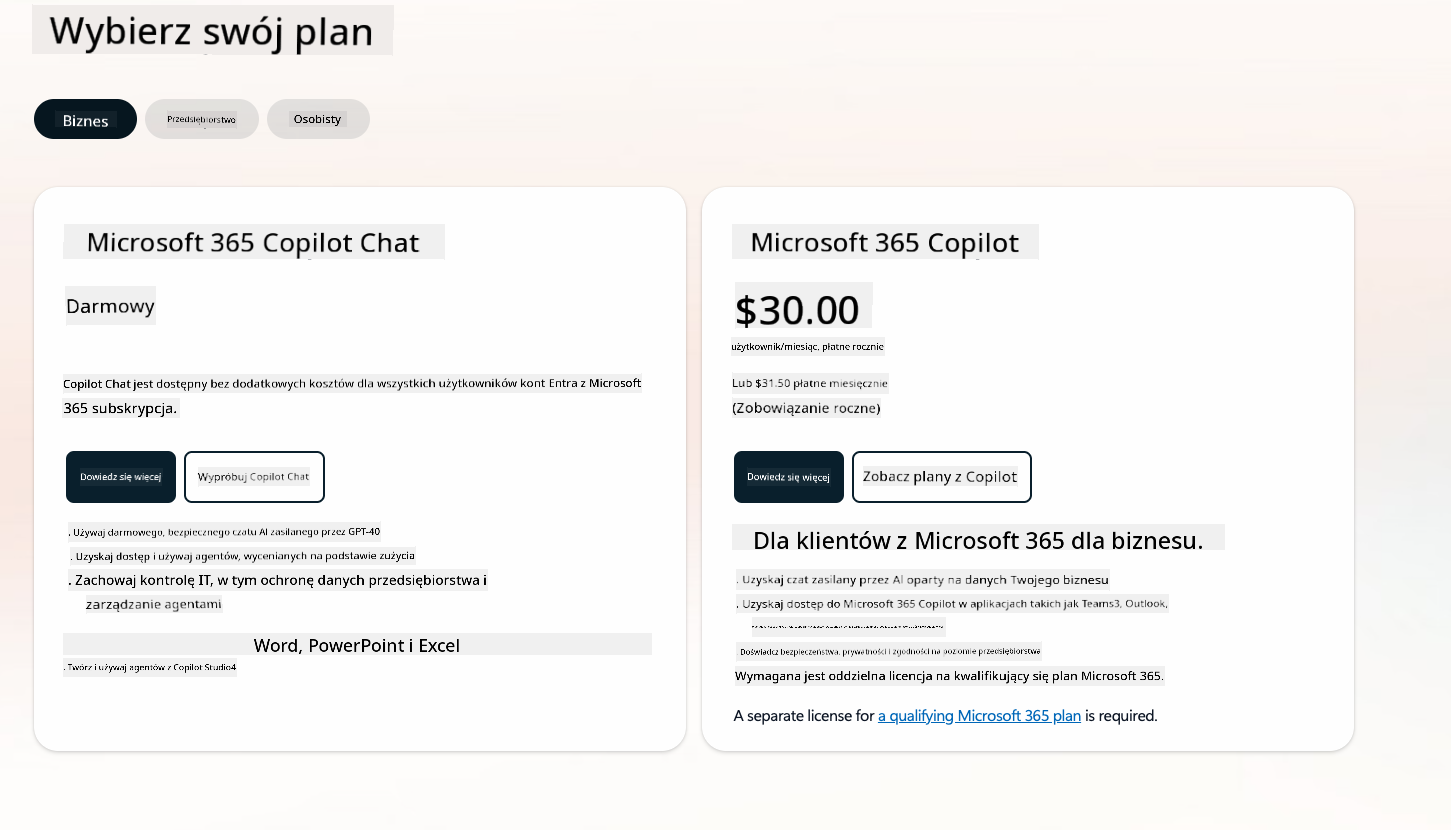 Wybierz swój plan
Biznes
Przedsiębiorstwo
Osobisty
Microsoft 365 Copilot Chat
Darmowy
Copilot Chat jest dostępny bez dodatkowych kosztów dla wszystkich użytkowników kont Entra z Microsoft
365 subskrypcja.
Dowiedz się więcej
Wypróbuj Copilot Chat
. Używaj darmowego, bezpiecznego czatu AI zasilanego przez GPT-40
. Uzyskaj dostęp i używaj agentów, wycenianych na podstawie zużycia
. Zachowaj kontrolę IT, w tym ochronę danych przedsiębiorstwa i
zarządzanie agentami
Word, PowerPoint i Excel
. Twórz i używaj agentów z Copilot Studio4
Microsoft 365 Copilot
$30.00
użytkownik/miesiąc, płatne rocznie
Lub $31.50 płatne miesięcznie
(Zobowiązanie roczne)
Dowiedz się więcej
Zobacz plany z Copilot
Dla klientów z Microsoft 365 dla biznesu.
. Uzyskaj czat zasilany przez AI oparty na danych Twojego biznesu
. Uzyskaj dostęp do Microsoft 365 Copilot w aplikacjach takich jak Teams3, Outlook,
. Doświadcz bezpieczeństwa, prywatności i zgodności na poziomie przedsiębiorstwa
Wymagana jest oddzielna licencja na kwalifikujący się plan Microsoft 365.
A separate license for a qualifying Microsoft 365 plan is required.